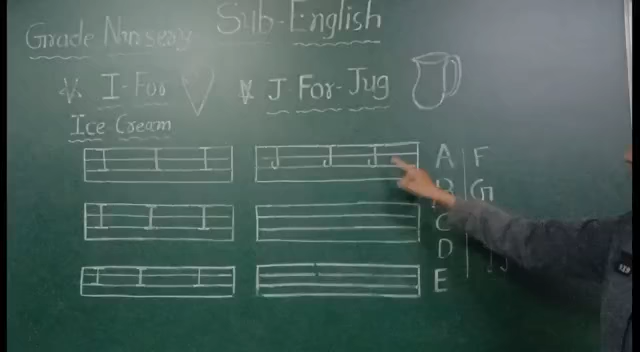 Grade Nursery Sub-English
I-For
Ice Cream
J For-Jug
I I I
J J J
I I I
I I I
A F
B G
C
D
E